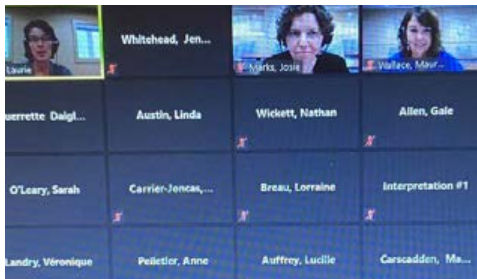 Laurie
Whitehead, Jen...
Marks, Josie
Wallace, Maur...
uerrette Daigl...
Austin, Linda
Wickett, Nathan
Allen, Gale
O'Leary, Sarah
Carrier-Joncas,...
Breau, Lorraine
Interpretation #1
Landry, Véronique
Pelletier, Anne
Auffrey, Lucille
Carscadden, Ma...